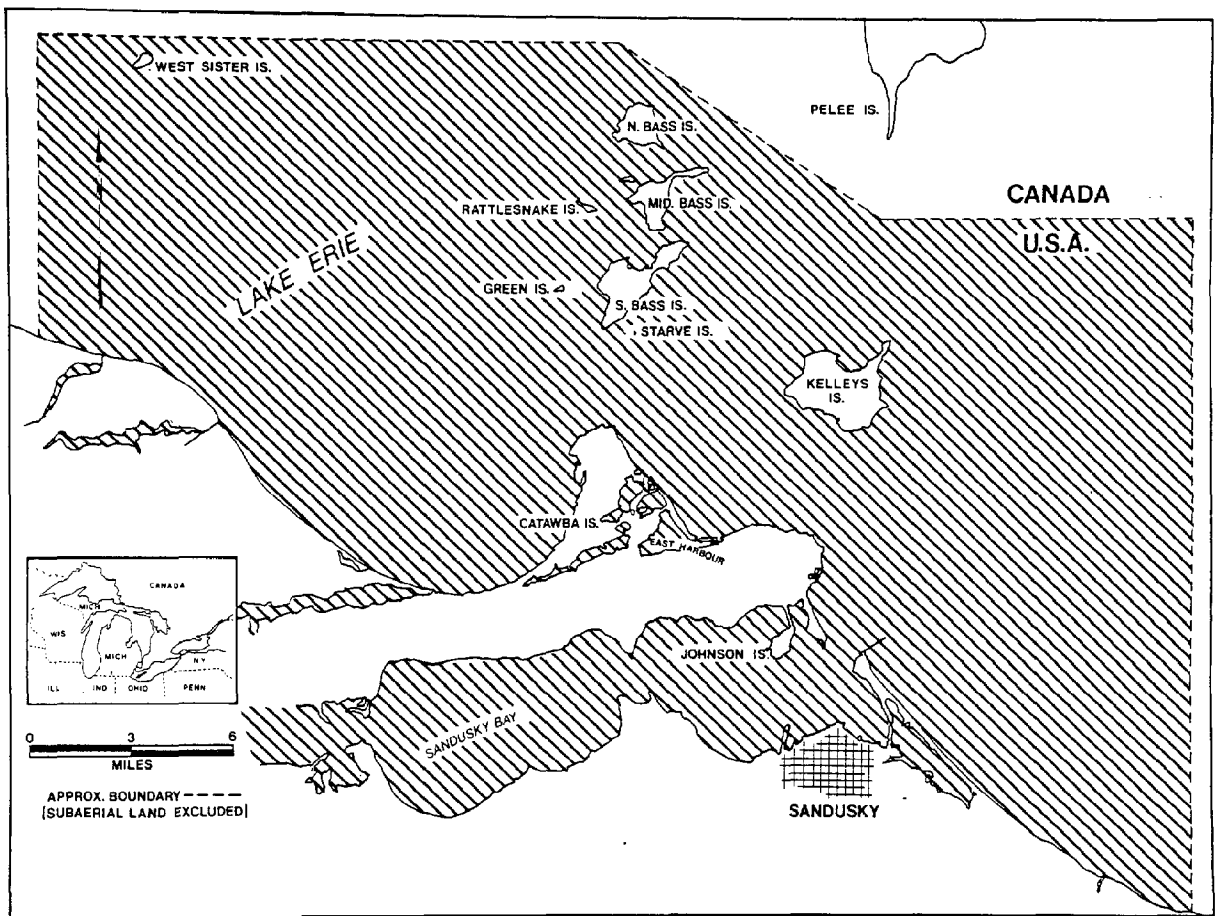 WEST SISTER IS.
PELEE IS.
N. BASS IS.
RATTLESNAKE IS.
MID. BASS IS.
CANADA
U.S.A.
LAKE ERIE
GREEN IS.
S. BASS IS.
STARVE IS.
KELLEYS
IS.
CATAWBA IS.
EAST HARBOUR
JOHNSON IS.
SANDUSKY BAY
SANDUSKY
CANADA
MICH
WIS
MICH
N.Y.
ILL
IND
OHIO
PENN
0 3 6
MILES
APPROX. BOUNDARY
(SUBAERIAL LAND EXCLUDED)